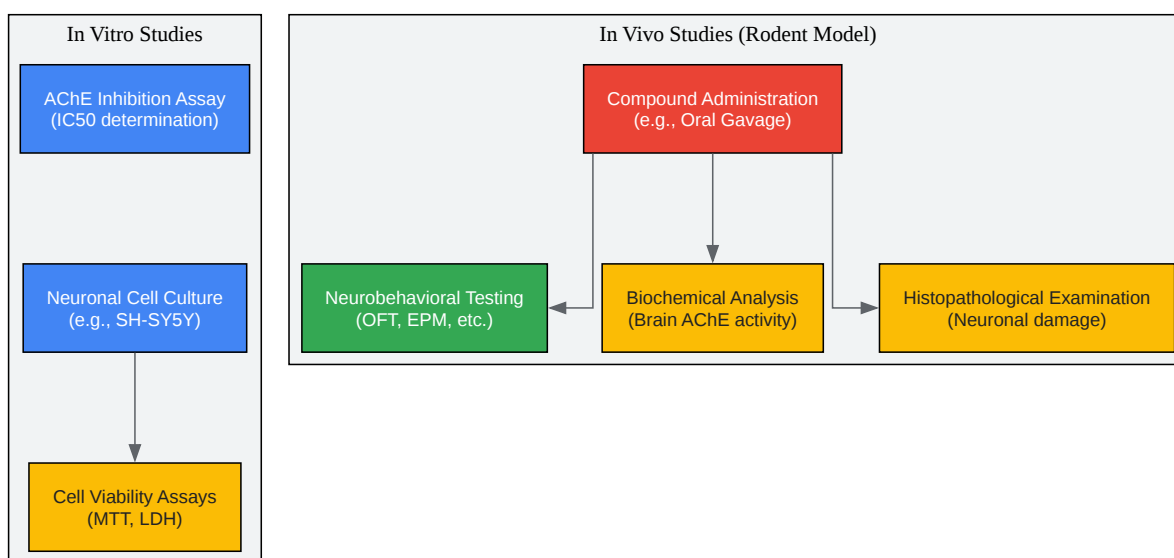 In Vitro Studies
AChE Inhibition Assay
(IC50 determination)
Neuronal Cell Culture
(e.g., SH-SY5Y)
Cell Viability Assays
(MTT, LDH)
In Vivo Studies (Rodent Model)
Compound Administration
(e.g., Oral Gavage)
Neurobehavioral Testing
(OFT, EPM, etc.)
Biochemical Analysis
(Brain AChE activity)
Histopathological Examination
(Neuronal damage)